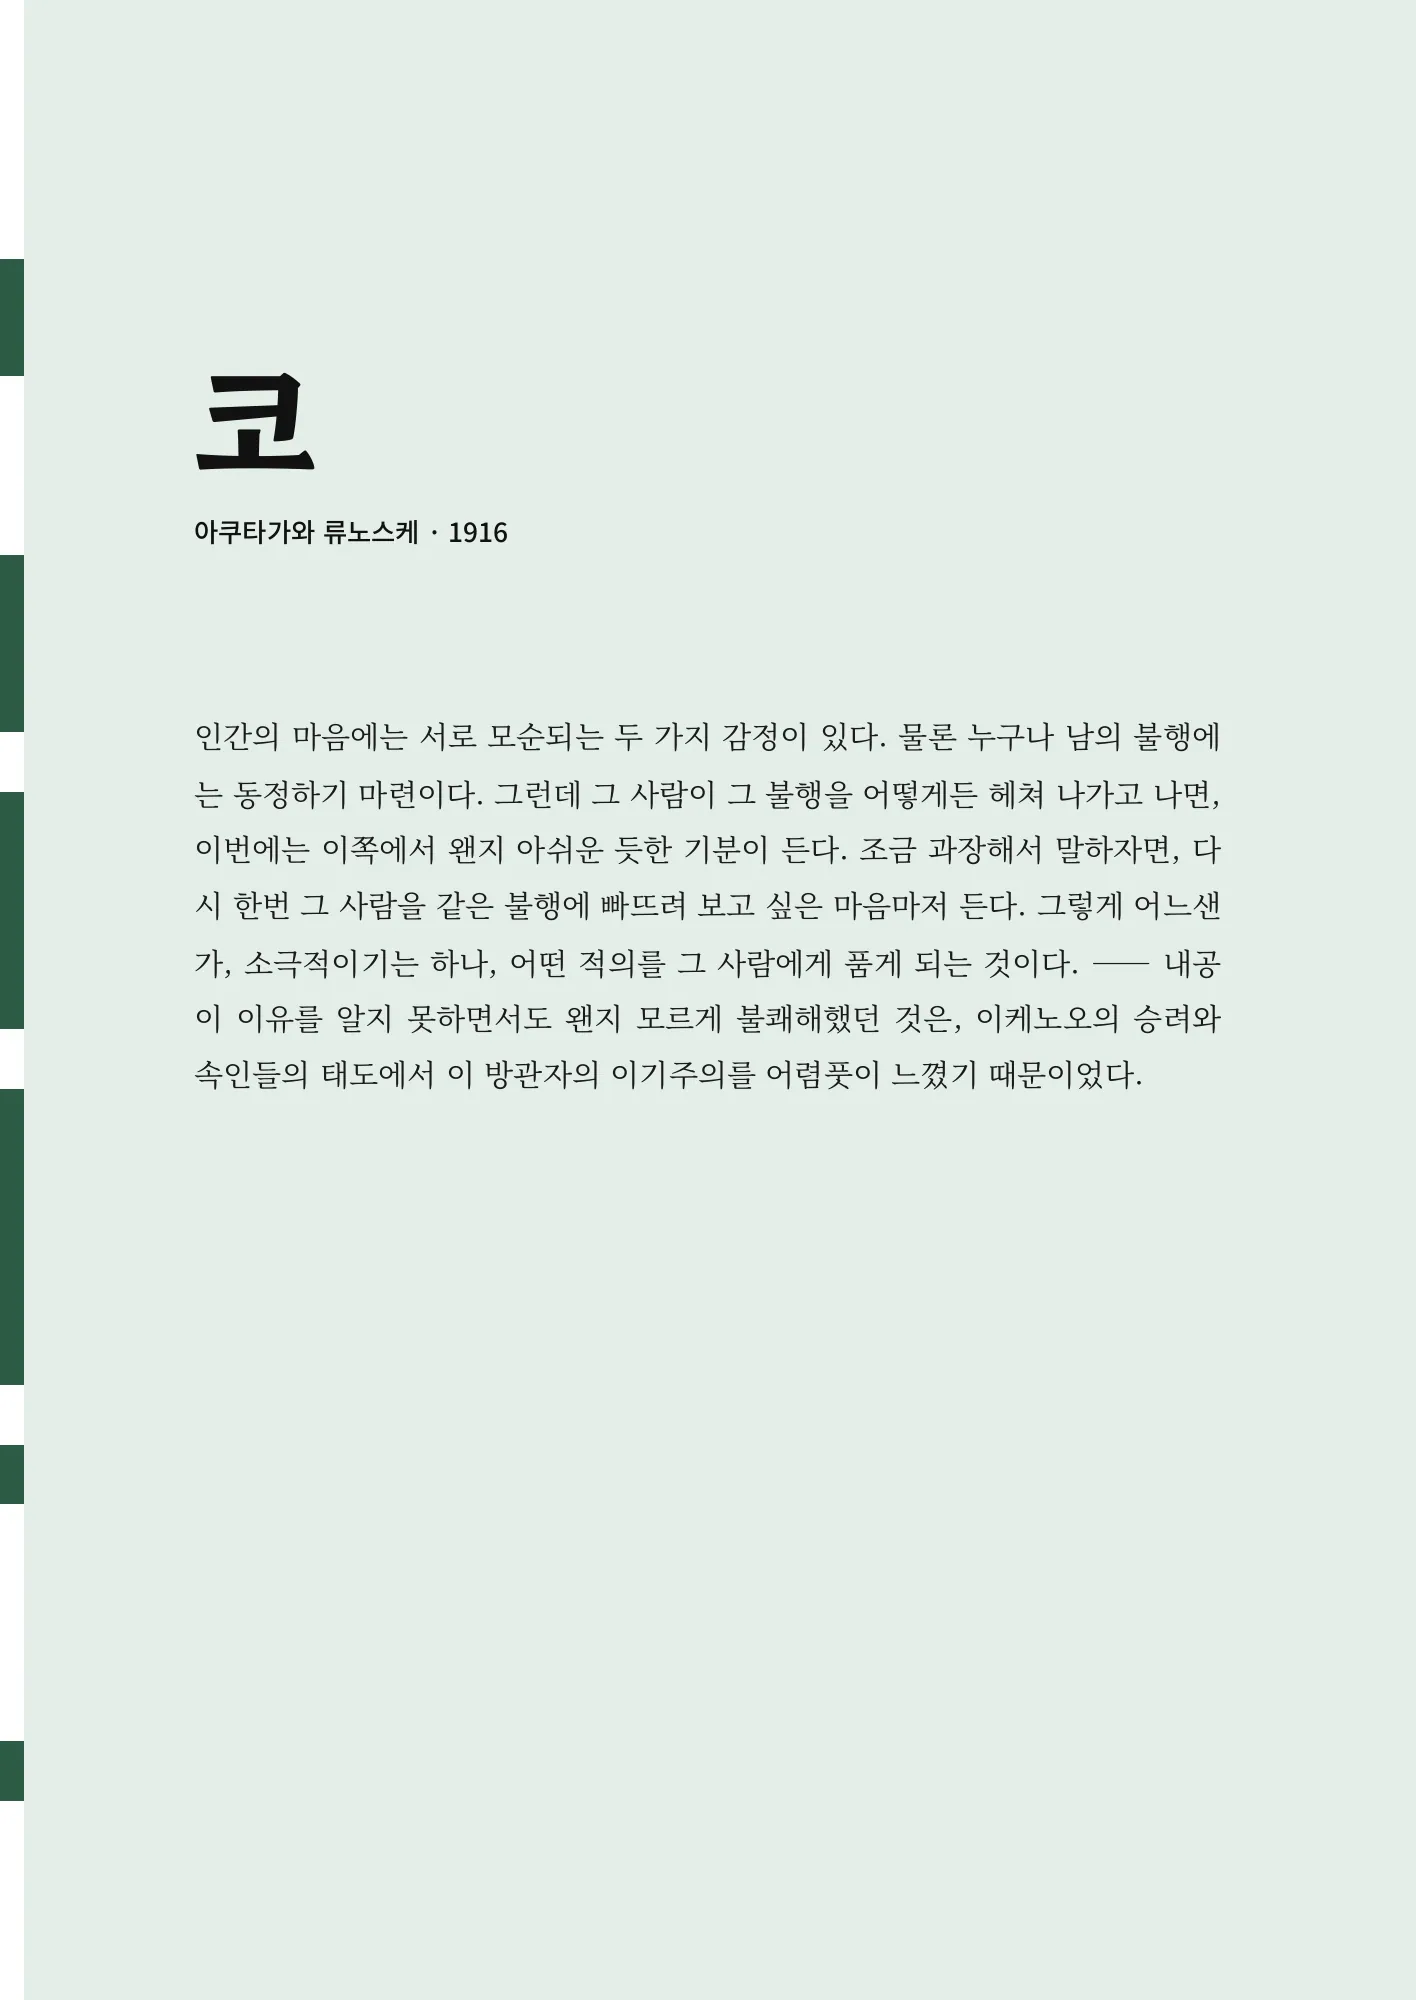 코
아쿠타가와 류노스케 · 1916
인간의 마음에는 서로 모순되는 두 가지 감정이 있다. 물론 누구나 남의 불행에
는 동정하기 마련이다. 그런데 그 사람이 그 불행을 어떻게든 헤쳐 나가고 나면,
이번에는 이쪽에서 왠지 아쉬운 듯한 기분이 든다. 조금 과장해서 말하자면, 다
시 한번 그 사람을 같은 불행에 빠뜨려 보고 싶은 마음마저 든다. 그렇게 어느샌
가, 소극적이기는 하나, 어떤 적의를 그 사람에게 품게 되는 것이다. ―― 내공
이 이유를 알지 못하면서도 왠지 모르게 불쾌해했던 것은, 이케노오의 승려와
속인들의 태도에서 이 방관자의 이기주의를 어렴풋이 느꼈기 때문이었다.